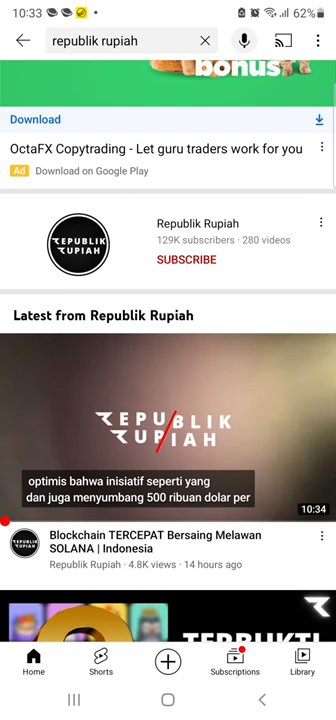 10:33
62%
republik rupiah
bonus
Download
OctaFX Copytrading - Let guru traders work for you
Ad Download on Google Play
REPUBLIK
RUPIAH
Republik Rupiah
129K subscribers · 280 videos
SUBSCRIBE
Latest from Republik Rupiah
REPUBLIK
RUPIAH
optimis bahwa inisiatif seperti yang
dan juga menyumbang 500 ribuan dolar per
10:34
Blockchain TERCEPAT Bersaing Melawan
SOLANA | Indonesia
Republik Rupiah · 4.8K views · 14 hours ago
TERBUKTI
Home
Shorts
Subscriptions
Library